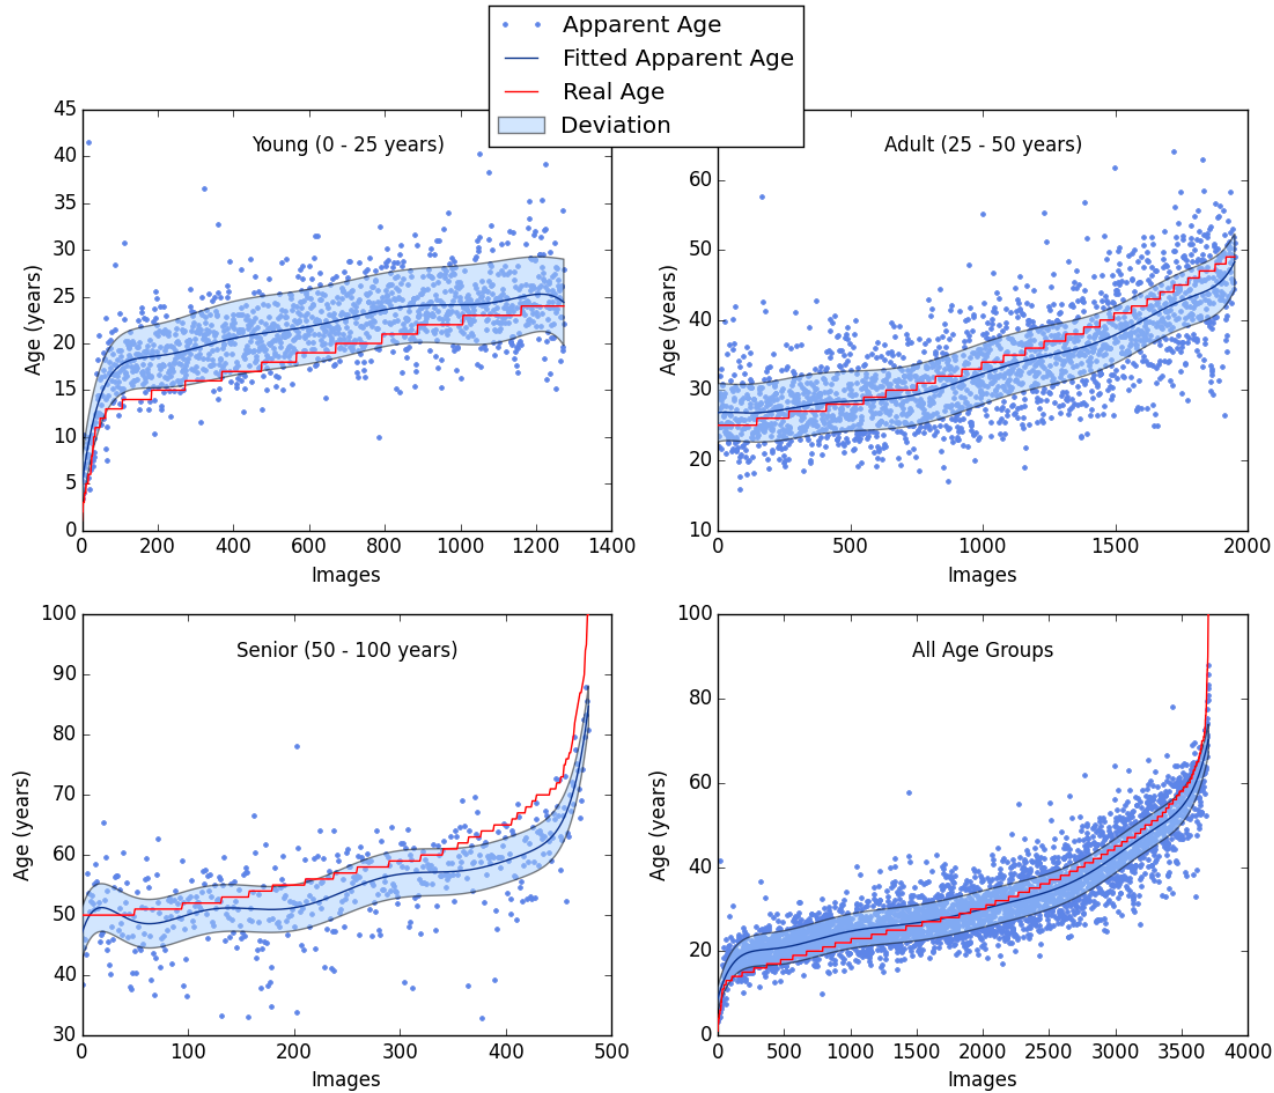 Apparent Age
Fitted Apparent Age
Real Age
Deviation
Young (0 - 25 years)
45
40
35
30
25
20
15
10
5
0
Age (years)
0 200 400 600 800 1000 1200 1400
Images
Adult (25 - 50 years)
60
50
40
30
20
10
Age (years)
0 500 1000 1500 2000
Images
Senior (50 - 100 years)
100
90
80
70
60
50
40
30
Age (years)
0 100 200 300 400 500
Images
All Age Groups
100
80
60
40
20
0
Age (years)
0 500 1000 1500 2000 2500 3000 3500 4000
Images